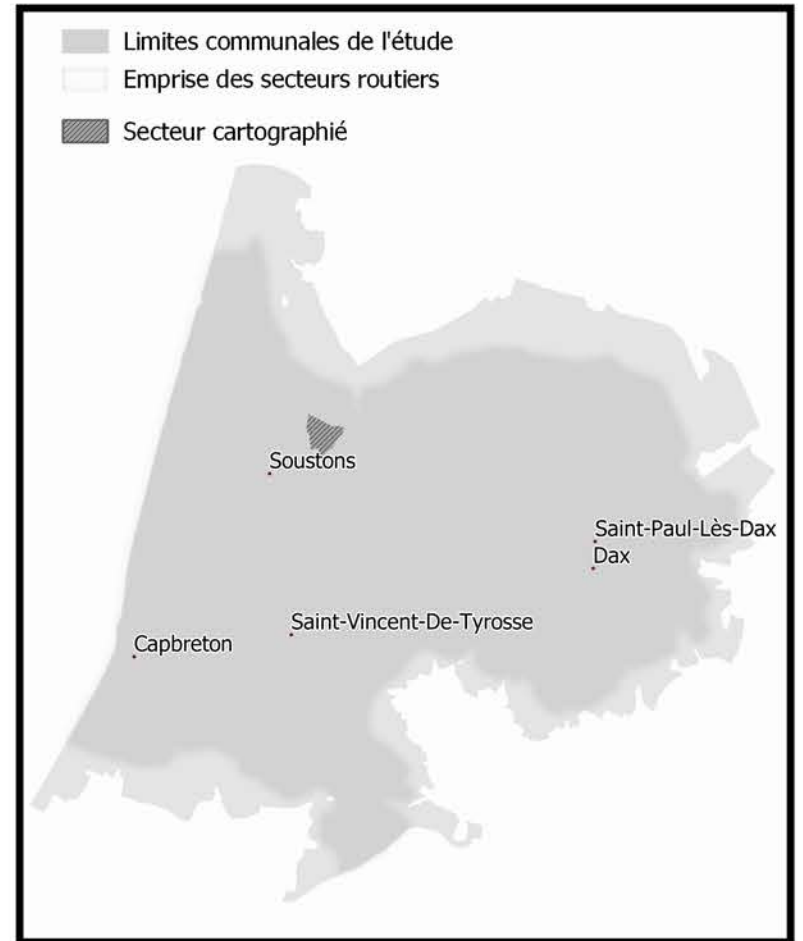 Limites communales de l'étude
Emprise des secteurs routiers
Secteur cartographié
Soustons
Saint-Paul-Lès-Dax
Dax
Saint-Vincent-De-Tyrosse
Capbreton